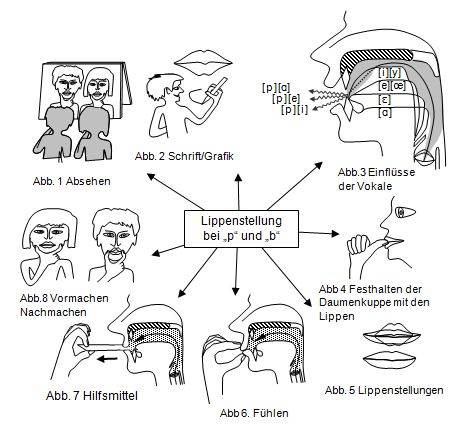 [i][y]
[e][œ]
[ɛ]
[ɑ]
[p][ɑ]
[p][e]
[p][i]
Abb. 1 Absehen
Abb. 2 Schrift/Grafik
Abb.3 Einflüsse
der Vokale
Lippenstellung
bei „p“ und „b“
Abb.8 Vormachen
Nachmachen
Abb 4 Festhalten der
Daumenkuppe mit den
Lippen
Abb. 7 Hilfsmittel
Abb 6. Fühlen
Abb. 5 Lippenstellungen